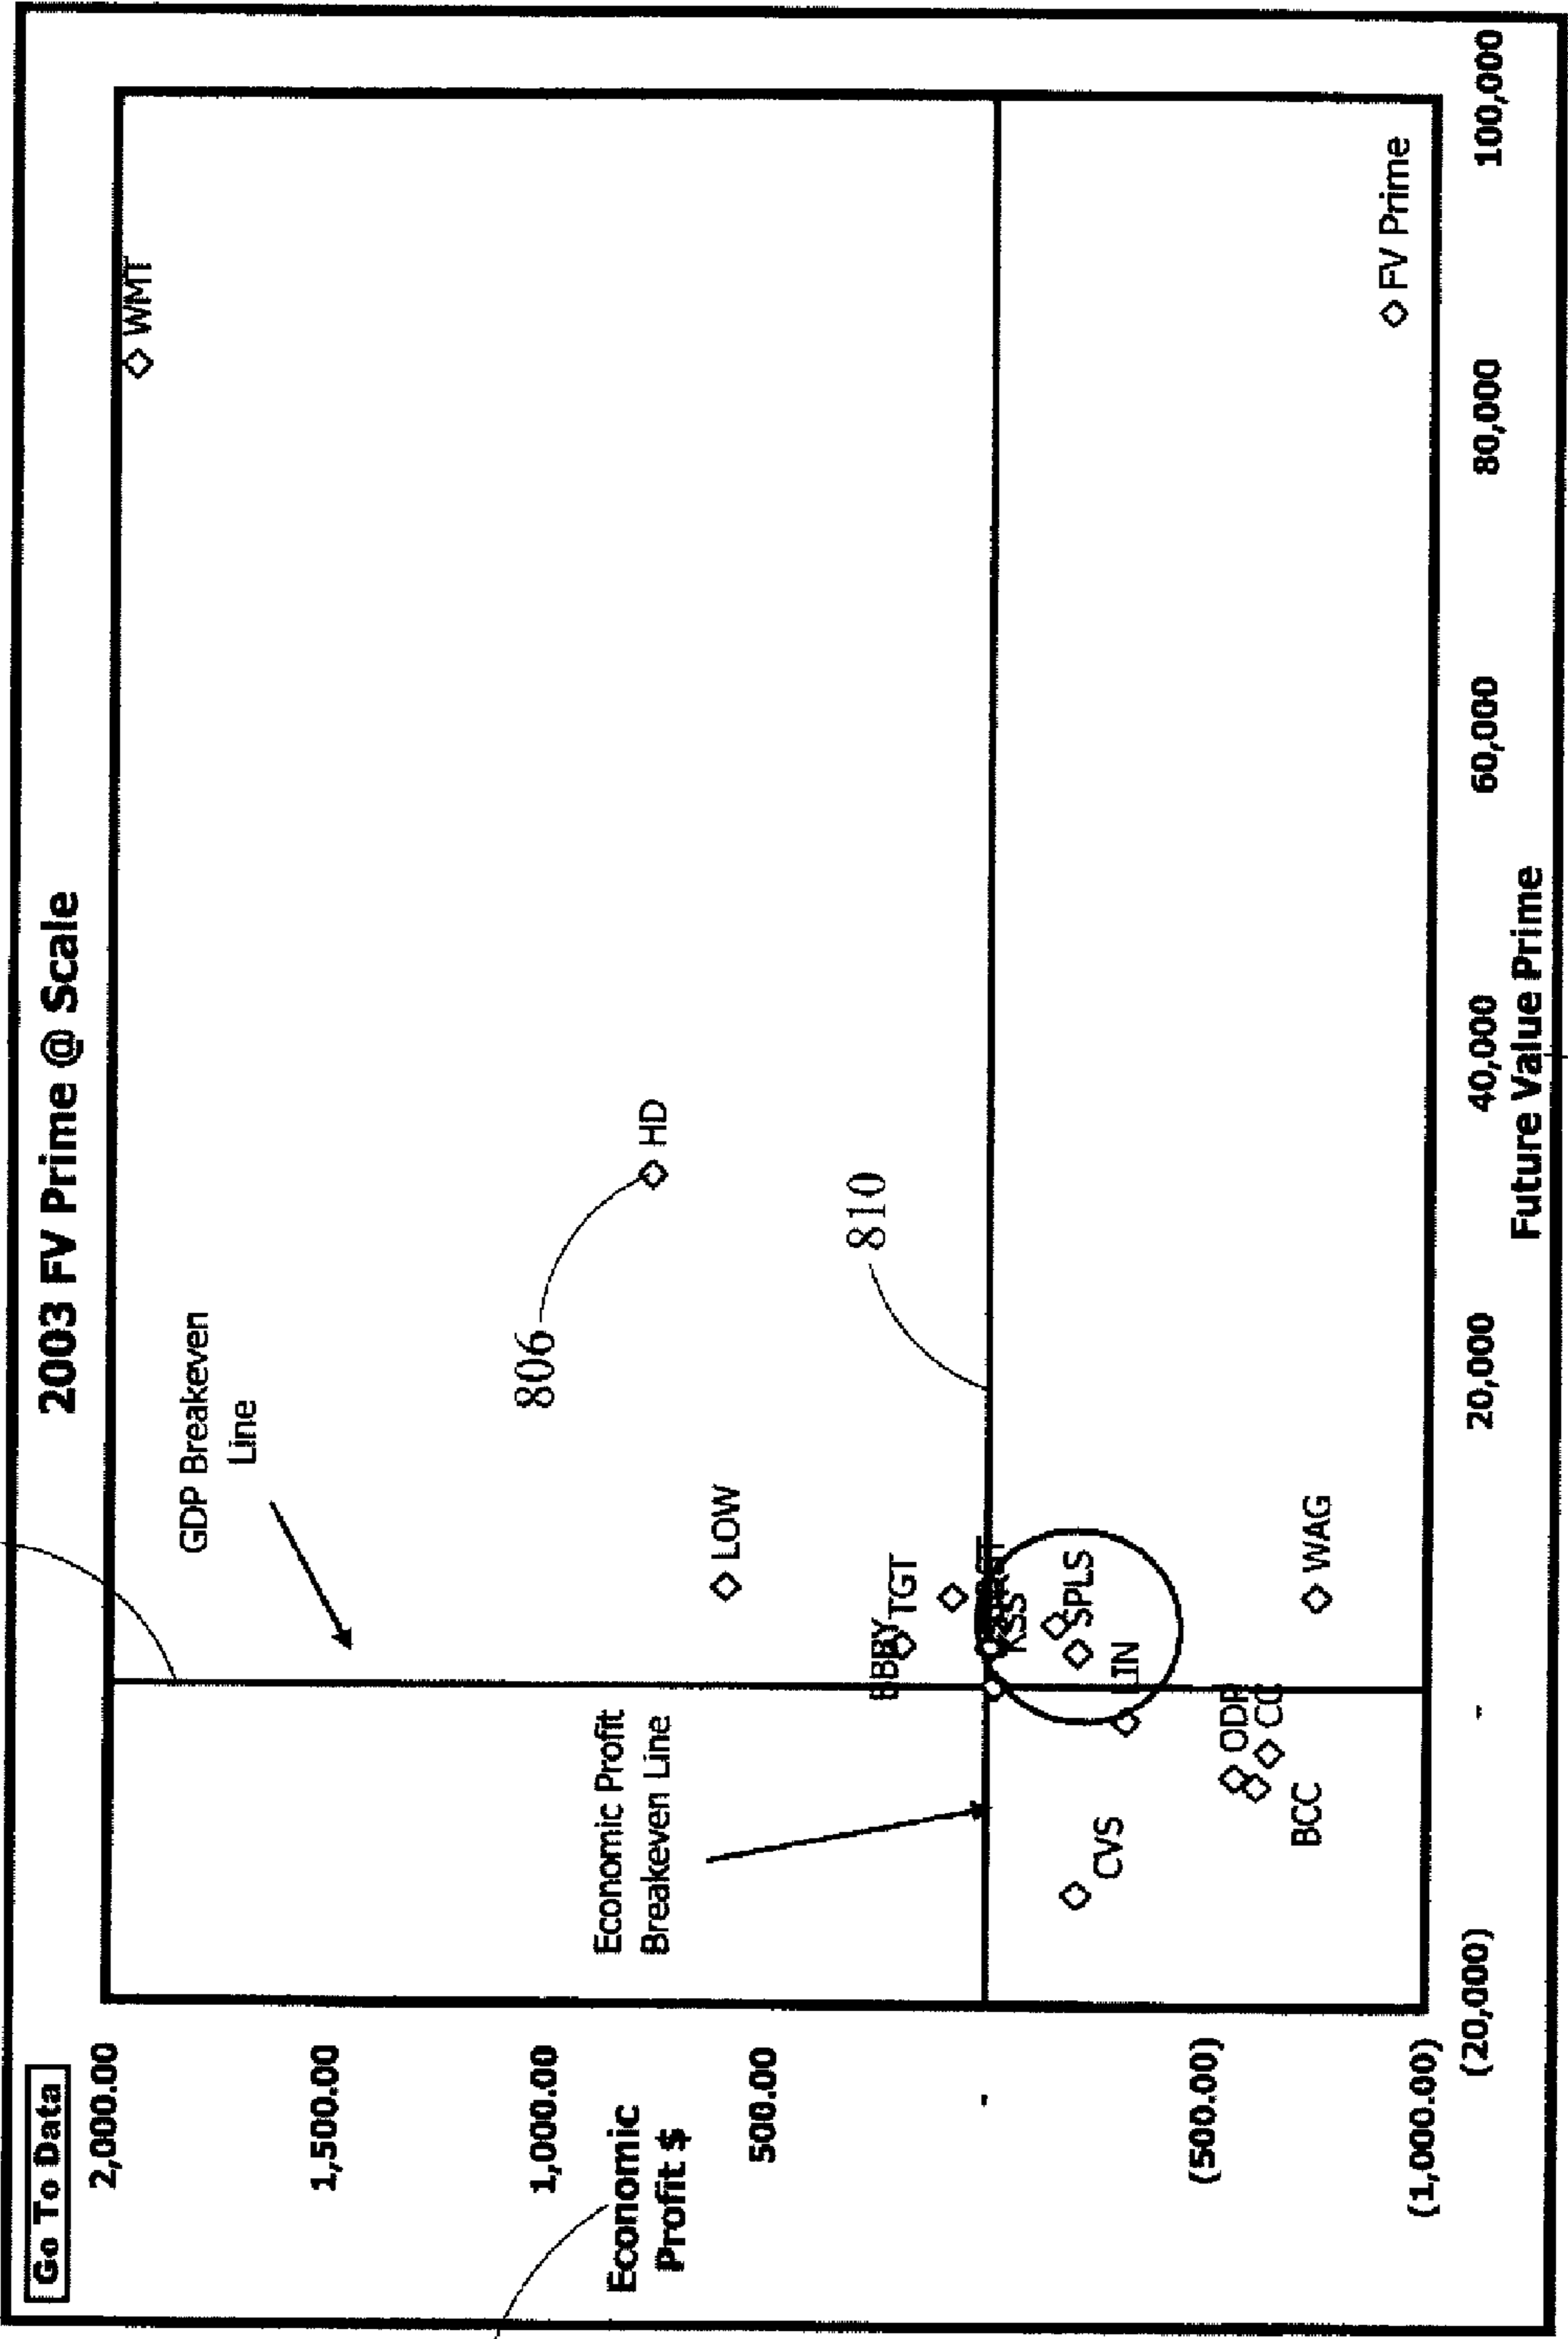 Go To Data
2003 FV Prime @ Scale
2,000.00
1,500.00
1,000.00
500.00
-
(500.00)
(1,000.00)
Economic
Profit $
GDP Breakeven
Line
WMT
806
HD
Economic Profit
Breakeven Line
LOW
810
BBBY
TGT
KSS
SPLS
LIN
CVS
ODP
CC
BCC
WAG
FV Prime
(20,000)
-
20,000
40,000
60,000
80,000
100,000
Future Value Prime